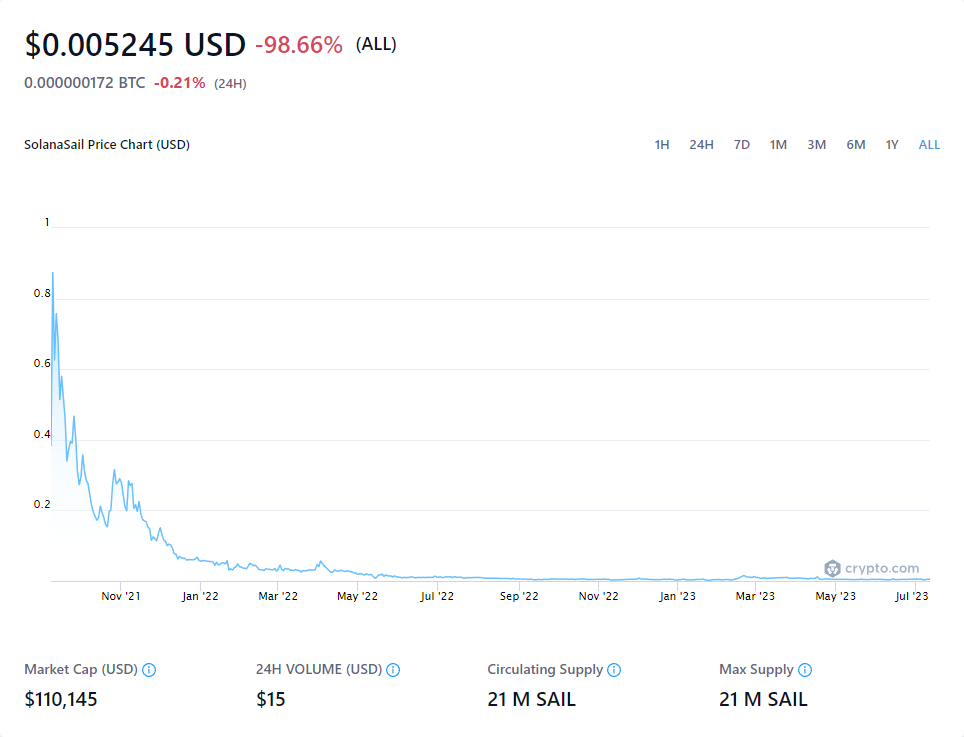 $0.005245 USD -98.66% (ALL)
0.000000172 BTC -0.21% (24H)
SolanaSail Price Chart (USD) 1H 24H 7D 1M 3M 6M 1Y ALL
1
0.8
0.6
0.4
0.2
crypto.com
Nov '21 Jan '22 Mar '22 May '22 Jul '22 Sep '22 Nov '22 Jan '23 Mar '23 May '23 Jul '23
Market Cap (USD) 24H VOLUME (USD) Circulating Supply Max Supply
$110,145 $15 21 M SAIL 21 M SAIL